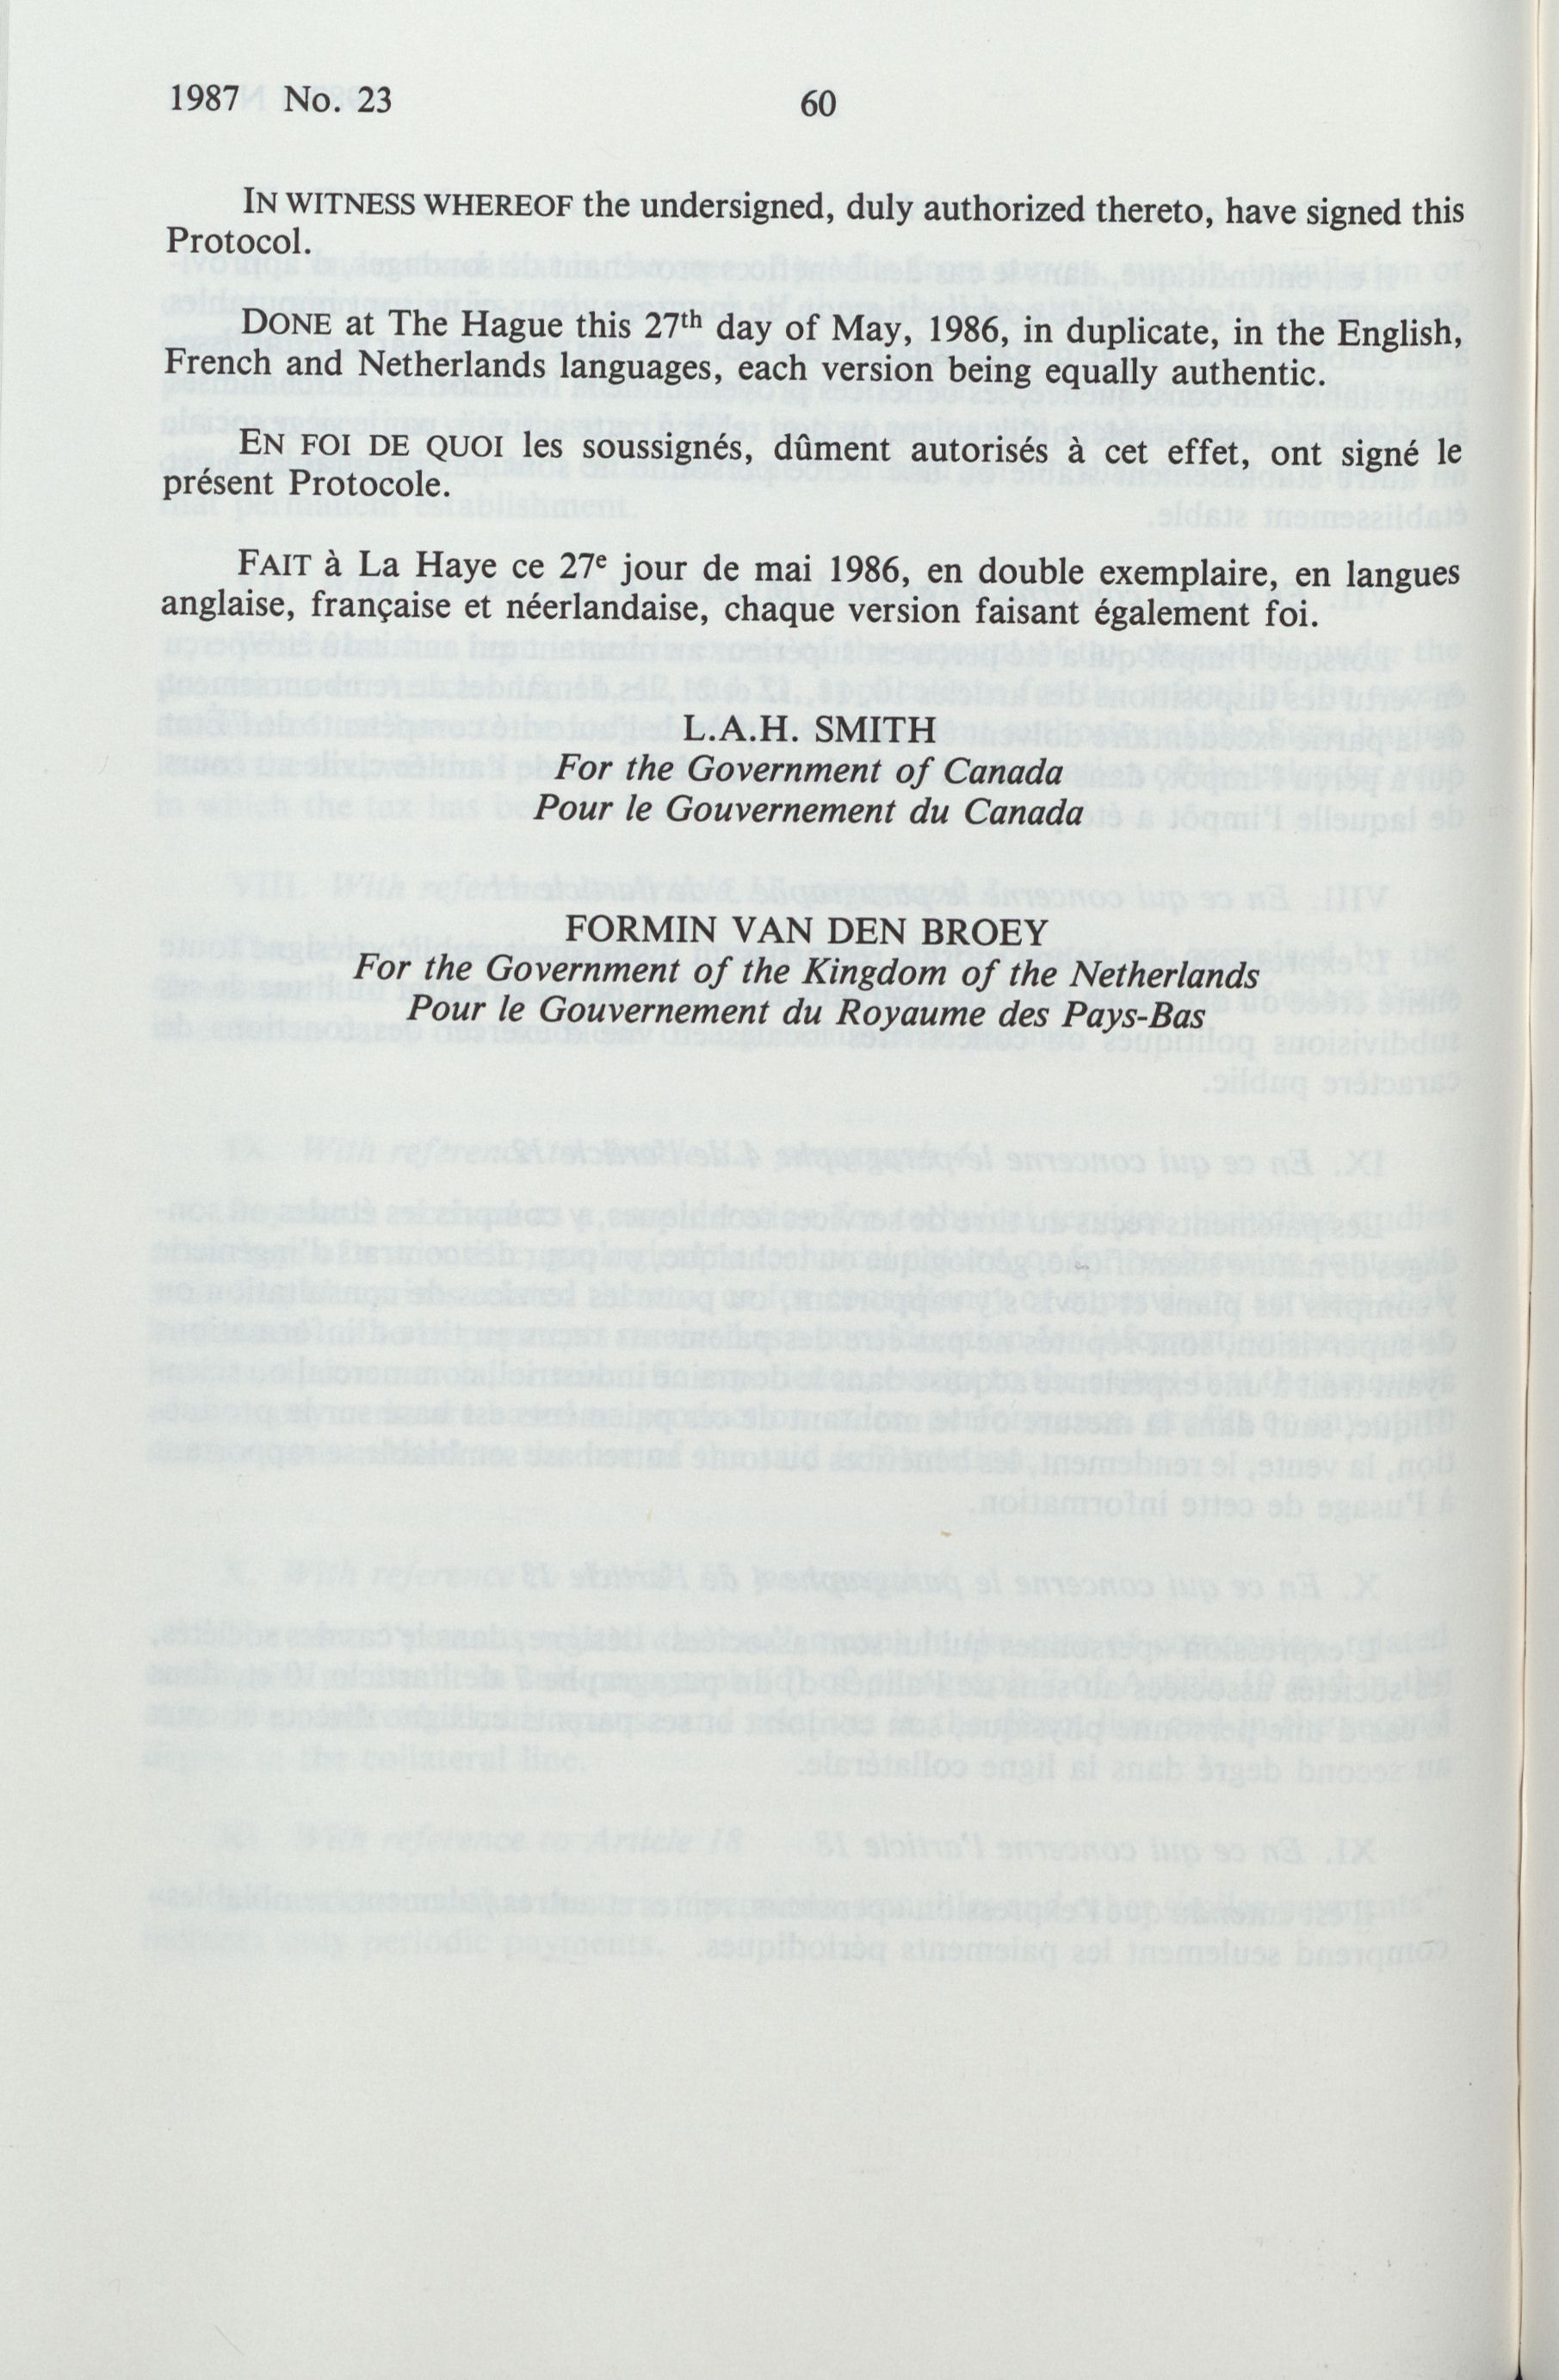 1987 No. 23
60
IN WITNESS WHEREOF the undersigned, duly authorized thereto, have signed this
Protocol.
DONE at The Hague this 27th day of May, 1986, in duplicate, in the English,
French and Netherlands languages, each version being equally authentic.
EN FOI DE QUOI les soussignés, dûment autorisés à cet effet, ont signé le
présent Protocole.
FAIT à La Haye ce 27e jour de mai 1986, en double exemplaire, en langues
anglaise, française et néerlandaise, chaque version faisant également foi.
L.A.H. SMITH
For the Government of Canada
Pour le Gouvernement du Canada
FORMIN VAN DEN BROEY
For the Government of the Kingdom of the Netherlands
Pour le Gouvernement du Royaume des Pays-Bas